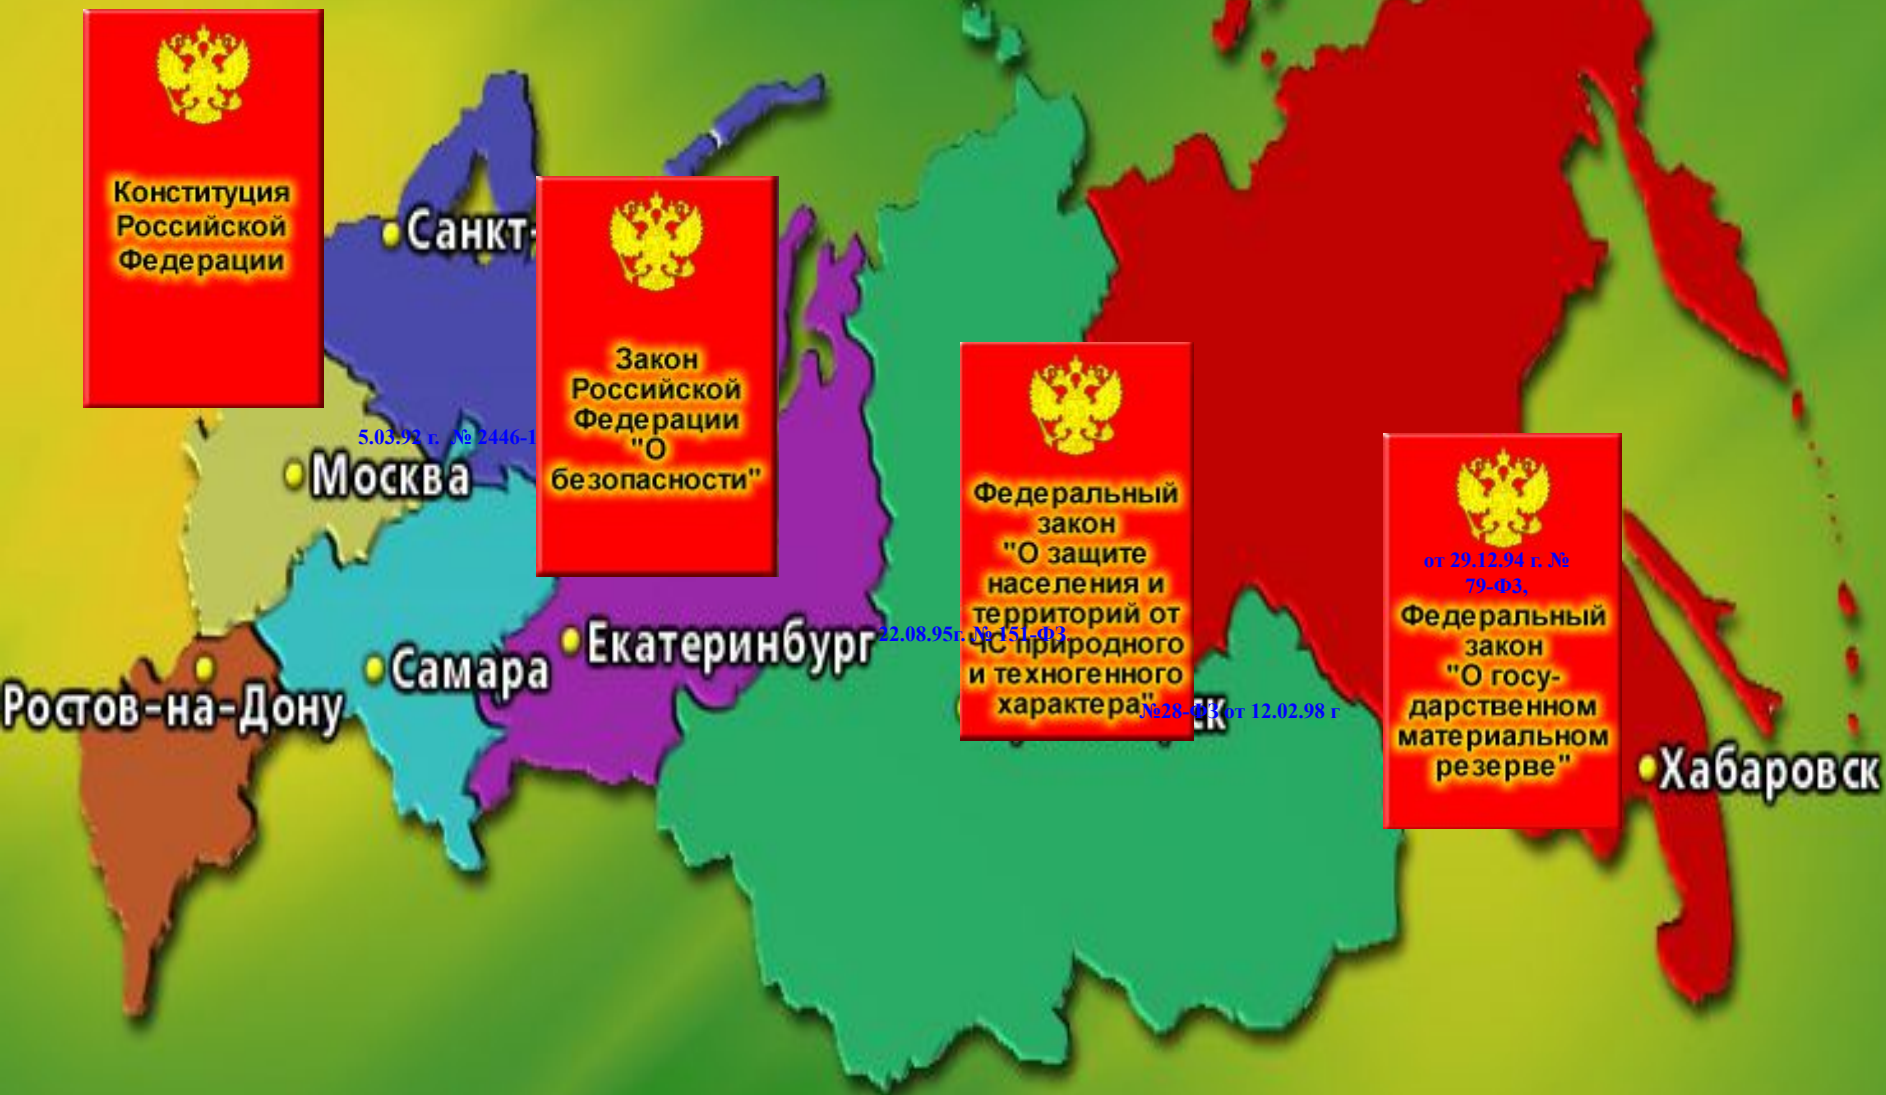 Конституция
Российской
Федерации
Санкт-
Закон
Российской
Федерации
"О
безопасности"
5.03.92 г. № 2446-1
Москва
Федеральный
закон
"О защите
населения и
территорий от
ЧС природного
и техногенного
характера"
22.08.95г. № 151-ФЗ
№28-ФЗ от 12.02.98 г
ск
от 29.12.94 г. №
79-ФЗ,
Федеральный
закон
"О госу-
дарственном
материальном
резерве"
Екатеринбург
Самара
Ростов-на-Дону
Хабаровск